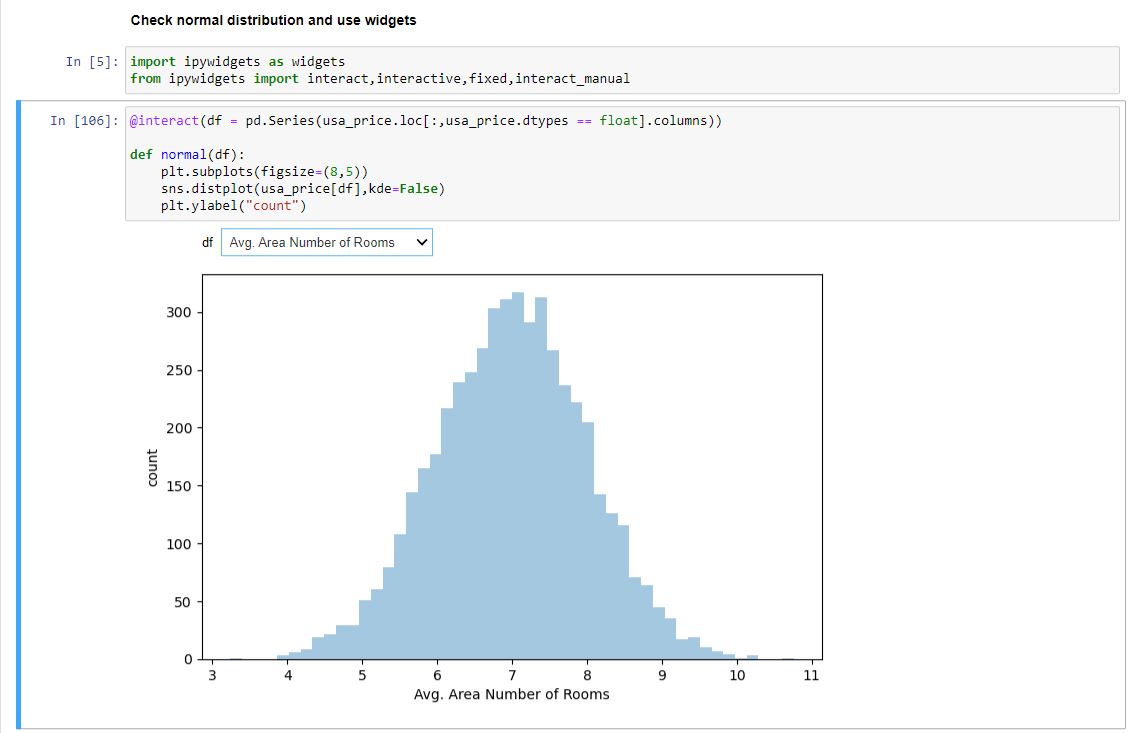 Check normal distribution and use widgets
In [5]: import ipywidgets as widgets
from ipywidgets import interact,interactive,fixed,interact_manual
In [106]: @interact(df = pd.Series(usa_price.loc[:,usa_price.dtypes == float].columns))
def normal(df):
    plt.subplots(figsize=(8,5))
    sns.distplot(usa_price[df],kde=False)
    plt.ylabel("count")
df Avg. Area Number of Rooms
300
250
200
150
100
50
0
count
3 4 5 6 7 8 9 10 11
Avg. Area Number of Rooms